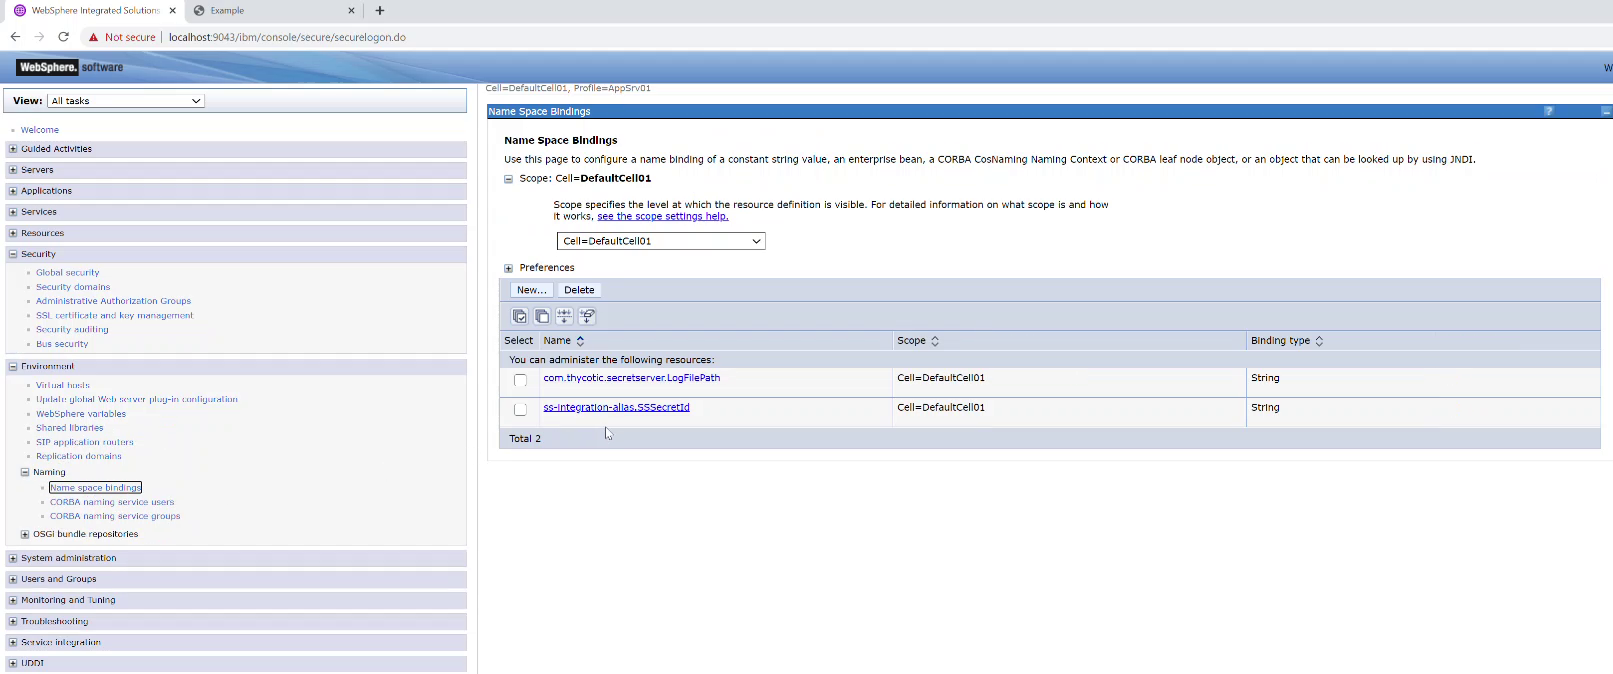 WebSphere Integrated Solutions
Example
Not secure
localhost:9043/ibm/console/secure/securelogon.do
WebSphere. software
W
View: All tasks
Welcome
Guided Activities
Servers
Applications
Services
Resources
Security
Global security
Security domains
Administrative Authorization Groups
SSL certificate and key management
Security auditing
Bus security
Environment
Virtual hosts
Update global Web server plug-in configuration
WebSphere variables
Shared libraries
SIP application routers
Replication domains
Naming
Name space bindings
CORBA naming service users
CORBA naming service groups
OSGi bundle repositories
System administration
Users and Groups
Monitoring and Tuning
Troubleshooting
Service integration
UDDI
Cell=DefaultCell01, Profile=AppSrv01
Name Space Bindings
?
Name Space Bindings
Use this page to configure a name binding of a constant string value, an enterprise bean, a CORBA CosNaming Naming Context or CORBA leaf node object, or an object that can be looked up by using JNDI.
Scope: Cell=DefaultCell01
Scope specifies the level at which the resource definition is visible. For detailed information on what scope is and how
it works, see the scope settings help.
Cell=DefaultCell01
Preferences
New... Delete
Select Name Scope Binding type
You can administer the following resources:
com.thycotic.secretserver.LogFilePath Cell=DefaultCell01 String
ss-integration-alias.SSSecretId Cell=DefaultCell01 String
Total 2